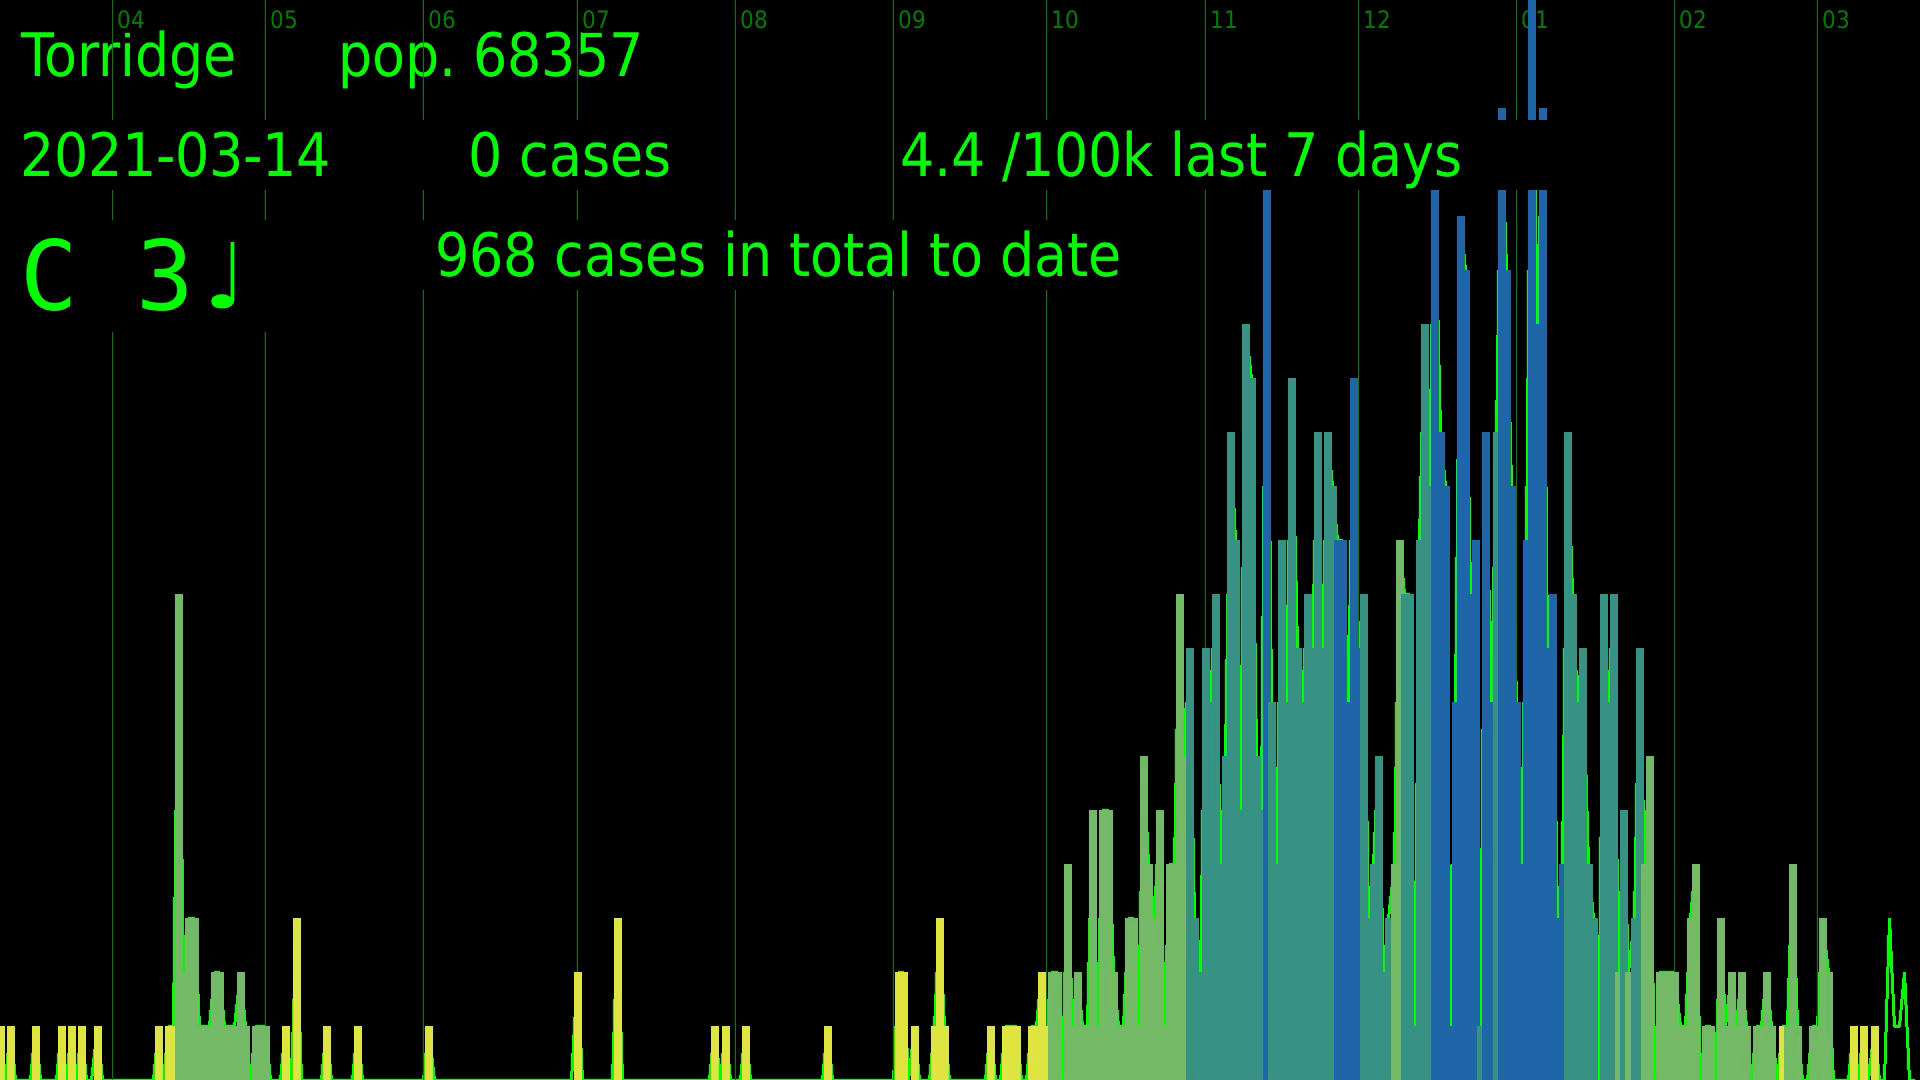 04 05 06 07 08 09 10 11 12 01 02 03
Torridge pop. 68357
2021-03-14 0 cases 4.4 /100k last 7 days
C 3♩ 968 cases in total to date